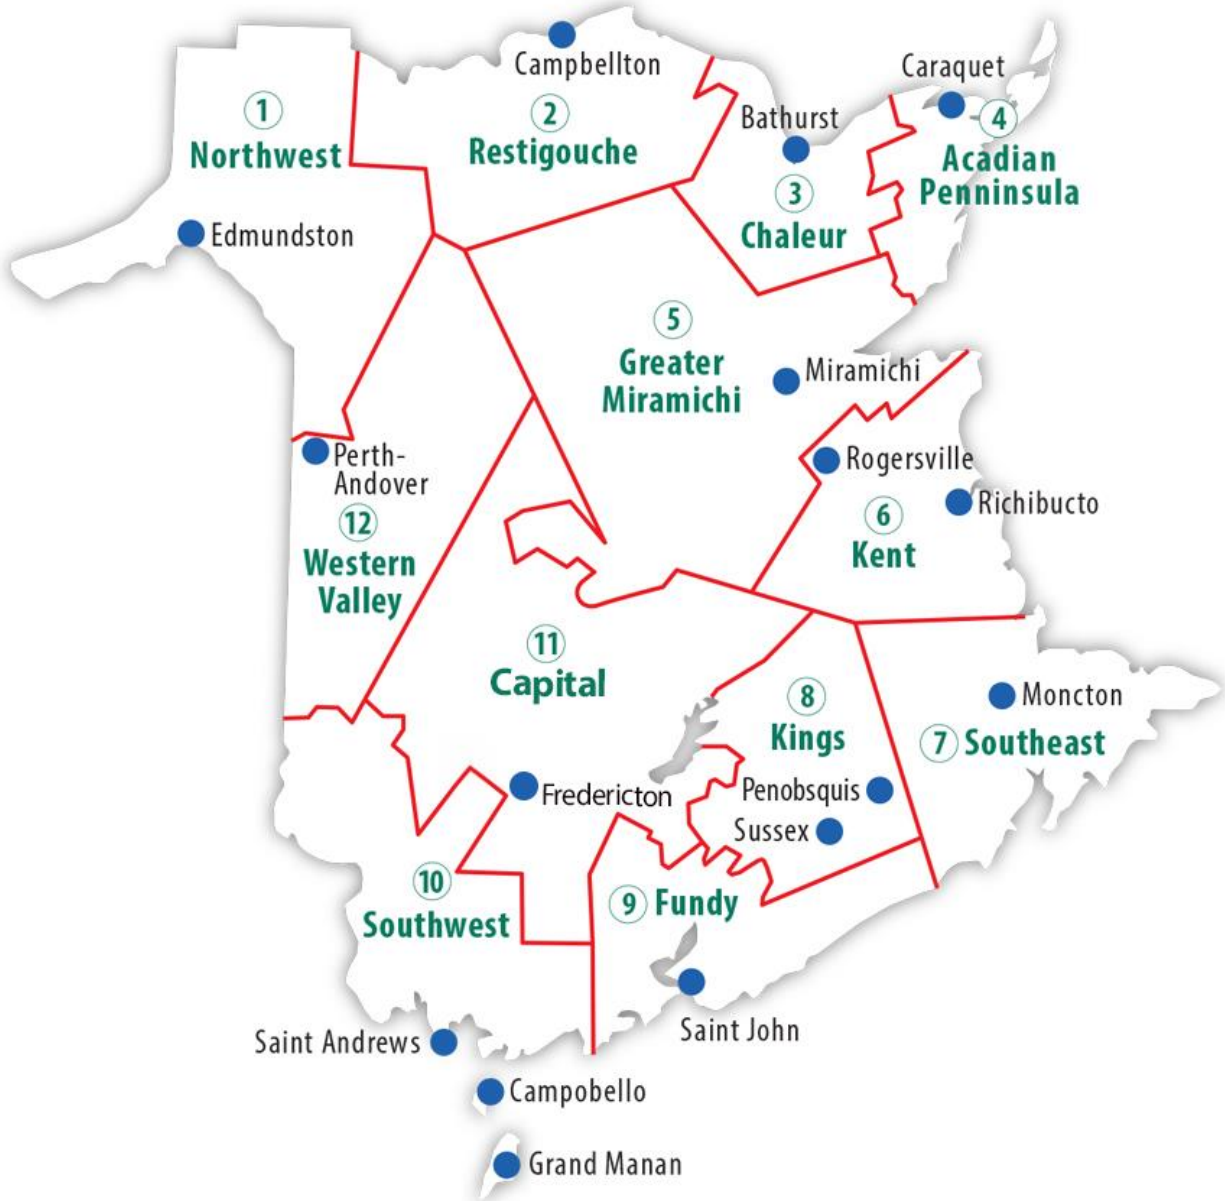 Campbellton
Caraquet
1
Northwest
2
Restigouche
Bathurst
3
Chaleur
4
Acadian
Penninsula
Edmundston
5
Greater
Miramichi
Miramichi
Perth-
Andover
12
Western
Valley
Rogersville
Richibucto
6
Kent
11
Capital
8
Kings
Moncton
7 Southeast
Fredericton
Penobsquis
Sussex
10
Southwest
9 Fundy
Saint John
Saint Andrews
Campobello
Grand Manan